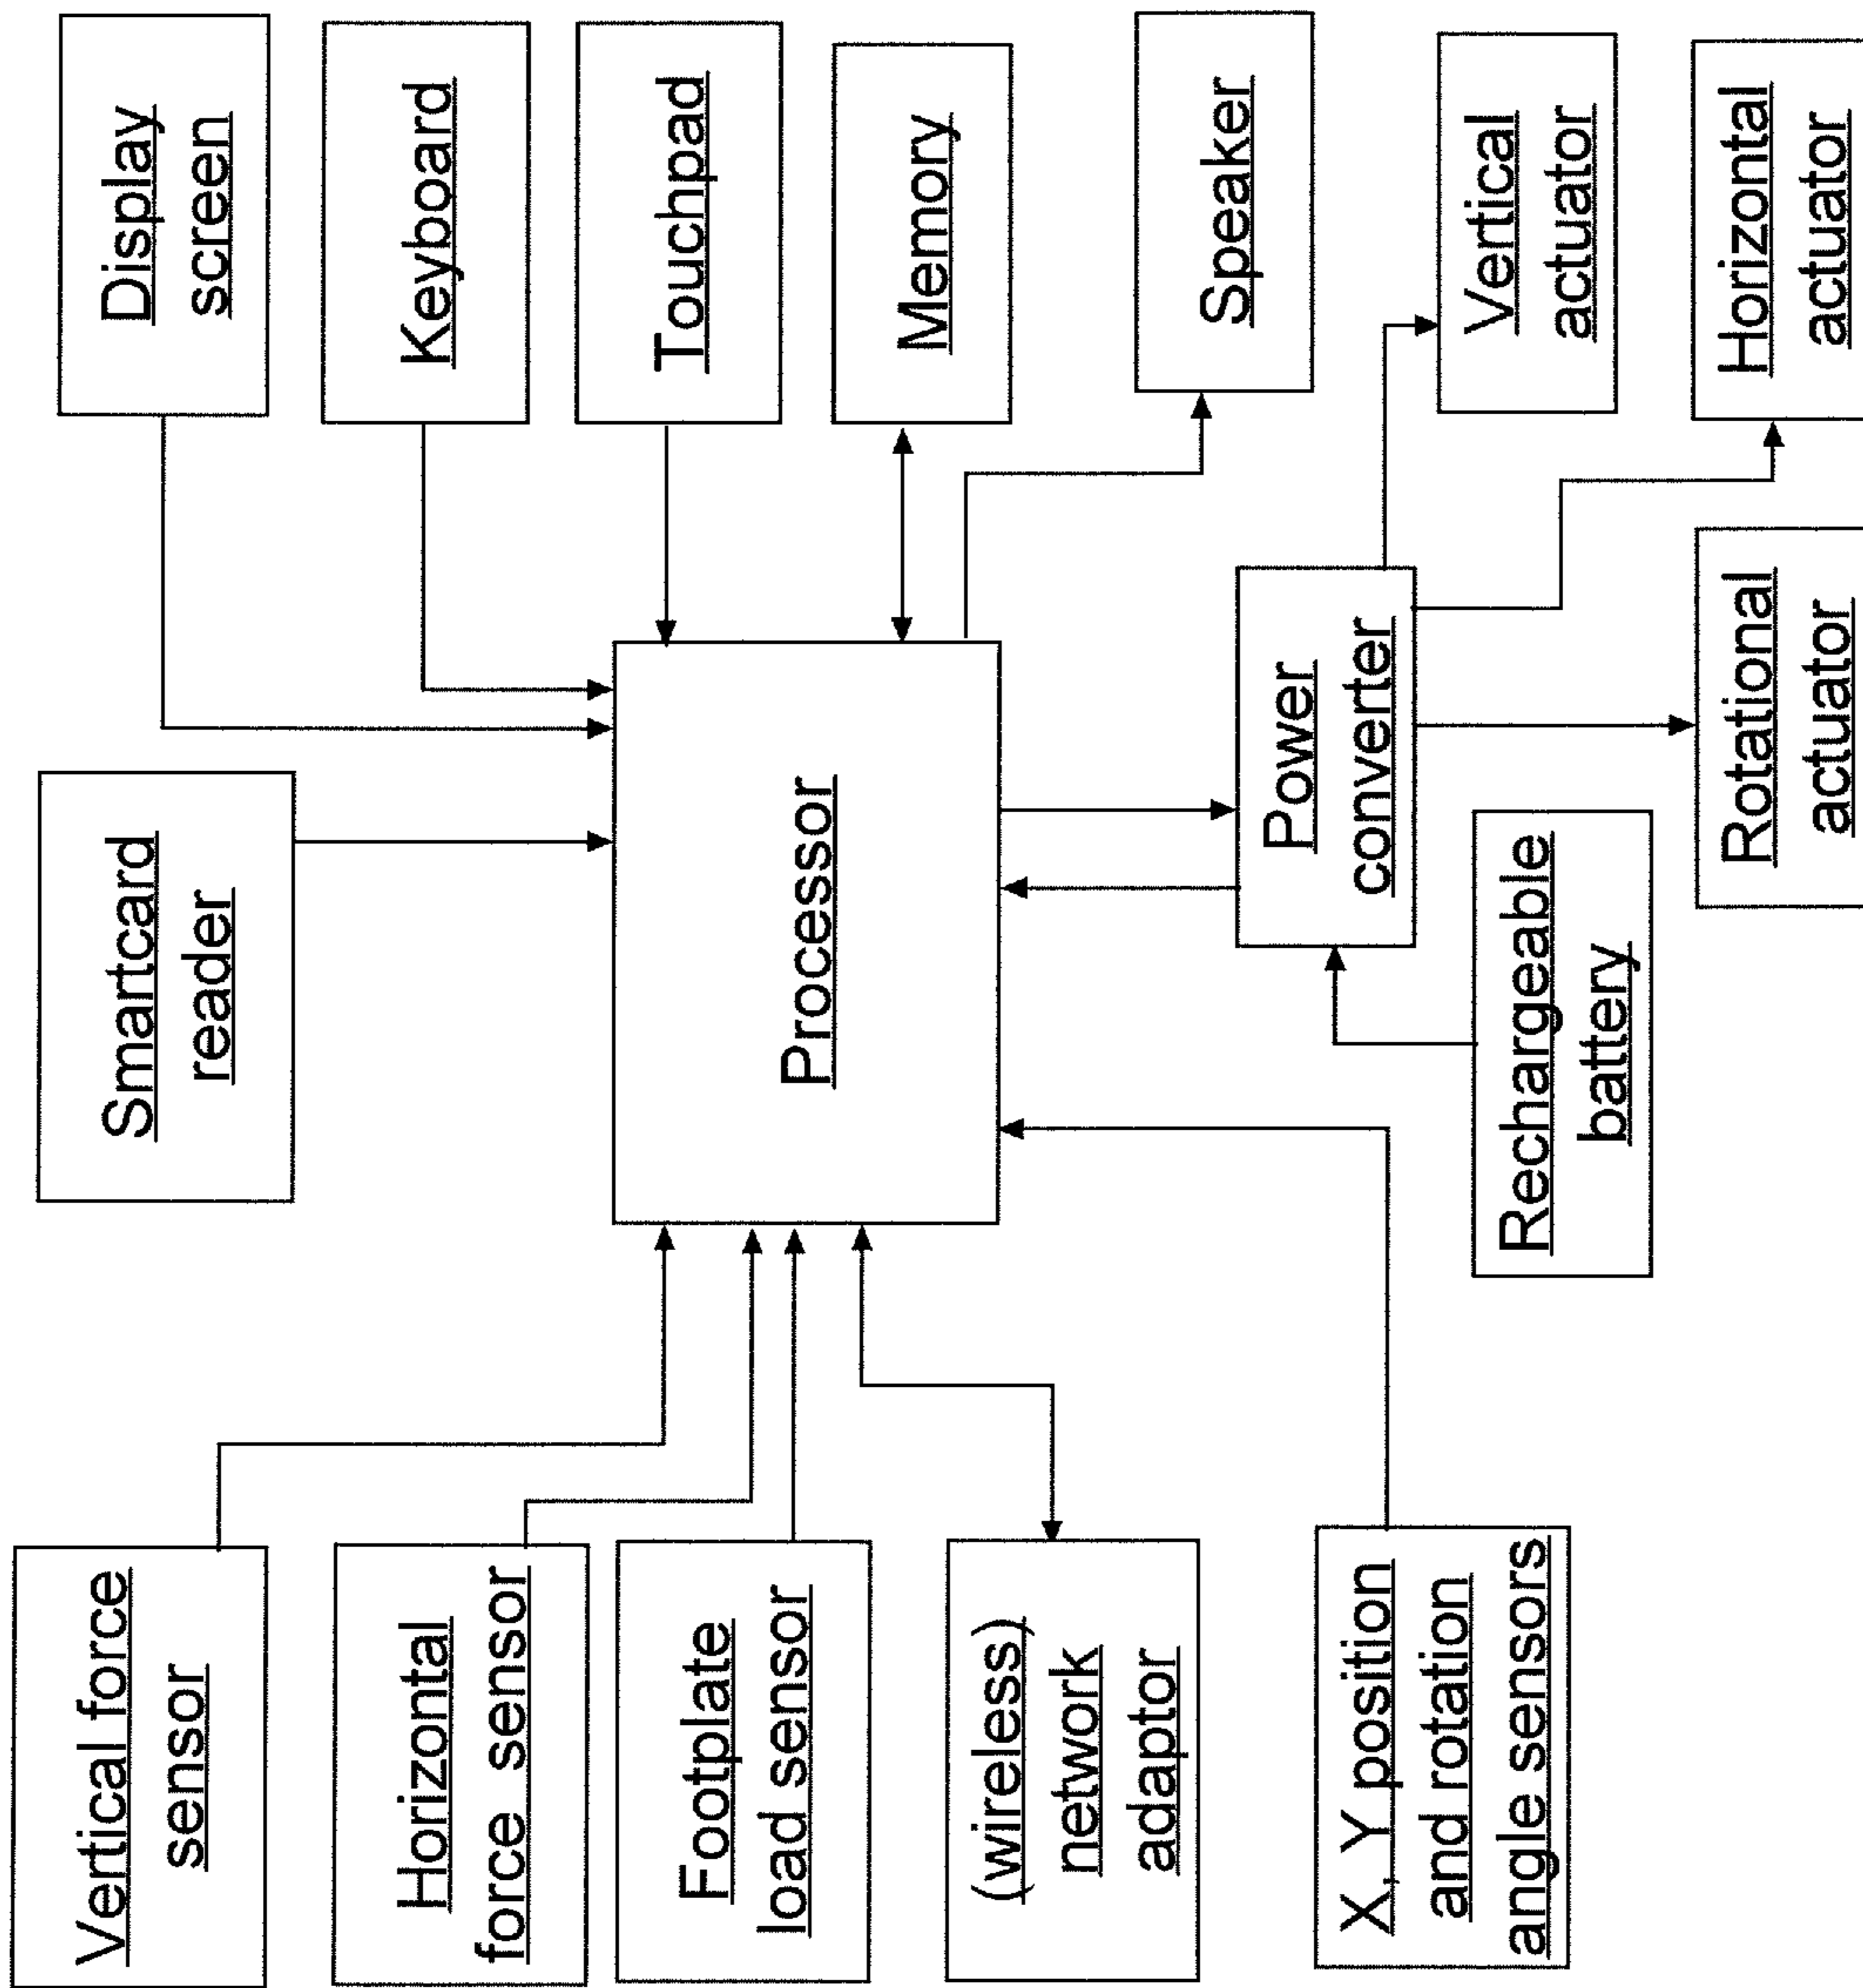 Vertical force
sensor
Horizontal
force sensor
Footplate
load sensor
(wireless)
network
adaptor
X, Y position
and rotation
angle sensors
Smartcard
reader
Processor
Rechargeable
battery
Power
converter
Rotational
actuator
Display
screen
Keyboard
Touchpad
Memory
Speaker
Vertical
actuator
Horizontal
actuator